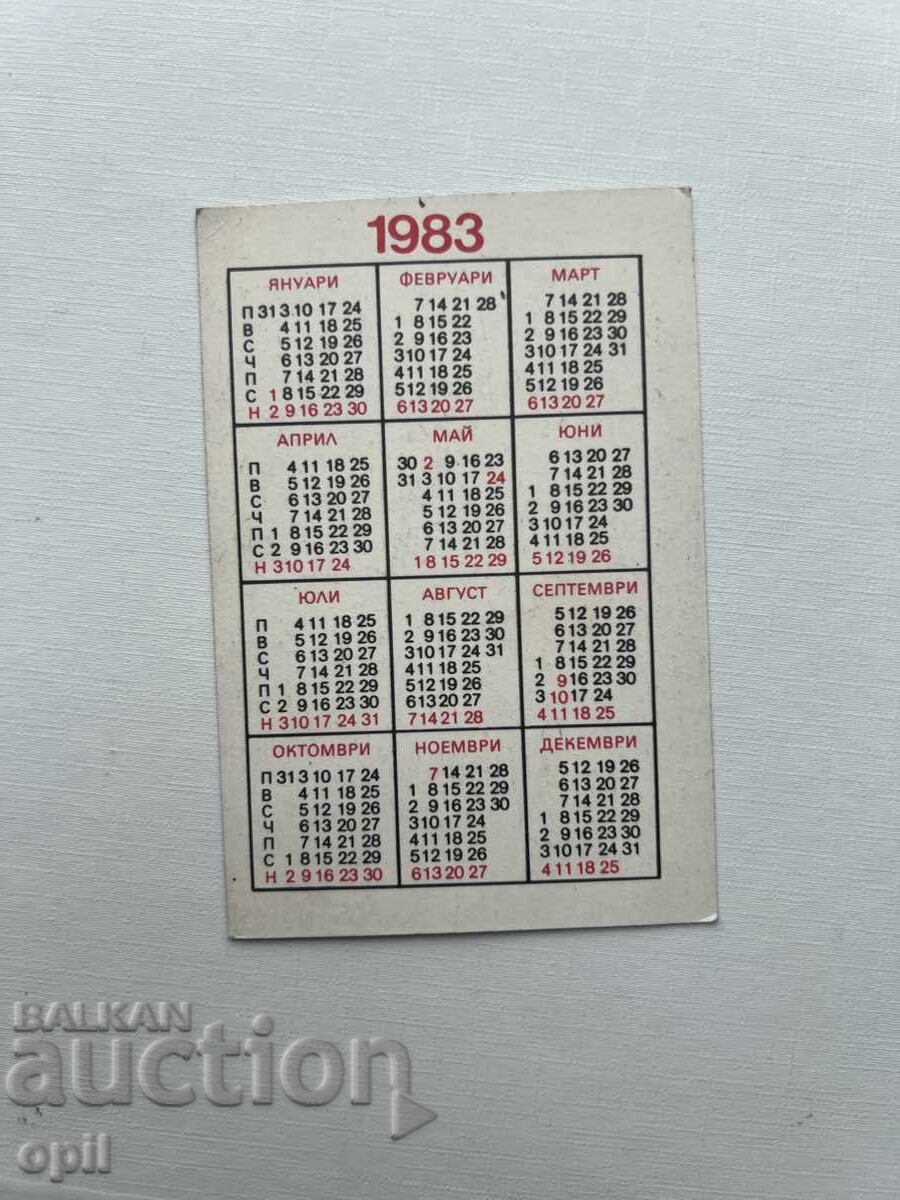 1983
ЯНУАРИ
П 31 3 10 17 24
В 4 11 18 25
С 5 12 19 26
Ч 6 13 20 27
П 7 14 21 28
С 1 8 15 22 29
Н 2 9 16 23 30
ФЕВРУАРИ
7 14 21 28
1 8 15 22
2 9 16 23
3 10 17 24
4 11 18 25
5 12 19 26
6 13 20 27
МАРТ
7 14 21 28
1 8 15 22 29
2 9 16 23 30
3 10 17 24 31
4 11 18 25
5 12 19 26
6 13 20 27
АПРИЛ
П 4 11 18 25
В 5 12 19 26
С 6 13 20 27
Ч 7 14 21 28
П 1 8 15 22 29
С 2 9 16 23 30
Н 3 10 17 24
МАЙ
30 2 9 16 23
31 3 10 17 24
4 11 18 25
5 12 19 26
6 13 20 27
7 14 21 28
1 8 15 22 29
ЮНИ
6 13 20 27
7 14 21 28
1 8 15 22 29
2 9 16 23 30
3 10 17 24
4 11 18 25
5 12 19 26
ЮЛИ
П 4 11 18 25
В 5 12 19 26
С 6 13 20 27
Ч 7 14 21 28
П 1 8 15 22 29
С 2 9 16 23 30
Н 3 10 17 24 31
АВГУСТ
1 8 15 22 29
2 9 16 23 30
3 10 17 24 31
4 11 18 25
5 12 19 26
6 13 20 27
7 14 21 28
СЕПТЕМВРИ
5 12 19 26
6 13 20 27
7 14 21 28
1 8 15 22 29
2 9 16 23 30
3 10 17 24
4 11 18 25
ОКТОМВРИ
П 31 3 10 17 24
В 4 11 18 25
С 5 12 19 26
Ч 6 13 20 27
П 7 14 21 28
С 1 8 15 22 29
Н 2 9 16 23 30
НОЕМВРИ
7 14 21 28
1 8 15 22 29
2 9 16 23 30
3 10 17 24
4 11 18 25
5 12 19 26
6 13 20 27
ДЕКЕМВРИ
5 12 19 26
6 13 20 27
7 14 21 28
1 8 15 22 29
2 9 16 23 30
3 10 17 24 31
4 11 18 25
BALKAN
auction
opil